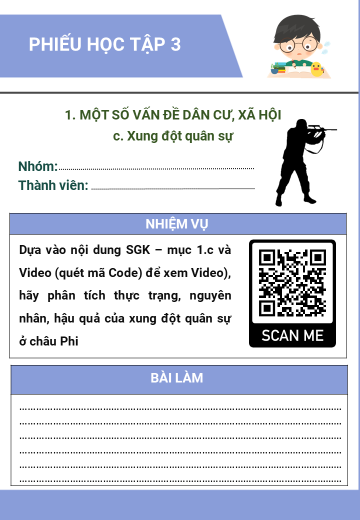 PHIẾU HỌC TẬP 3
1. MỘT SỐ VẤN ĐỀ DÂN CƯ, XÃ HỘI
c. Xung đột quân sự
Nhóm:
Thành viên:
NHIỆM VỤ
Dựa vào nội dung SGK – mục 1.c và
Video (quét mã Code) để xem Video),
hãy phân tích thực trạng, nguyên
nhân, hậu quả của xung đột quân sự
ở châu Phi
SCAN ME
BÀI LÀM